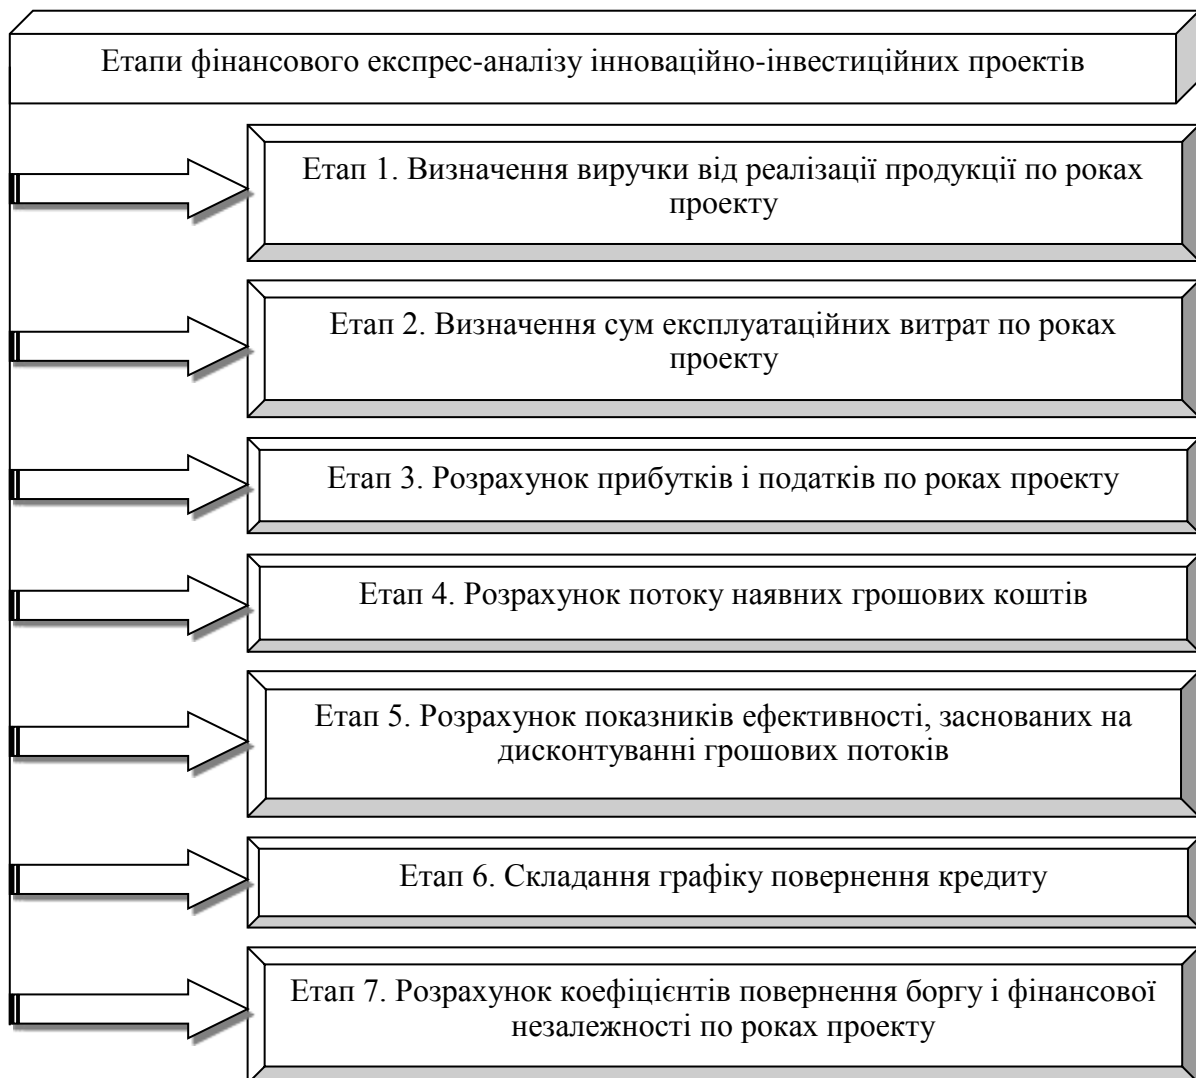 Етапи фінансового експрес-аналізу інноваційно-інвестиційних проектів
Етап 1. Визначення виручки від реалізації продукції по роках
проекту
Етап 2. Визначення сум експлуатаційних витрат по роках
проекту
Етап 3. Розрахунок прибутків і податків по роках проекту
Етап 4. Розрахунок потоку наявних грошових коштів
Етап 5. Розрахунок показників ефективності, заснованих на
дисконтуванні грошових потоків
Етап 6. Складання графіку повернення кредиту
Етап 7. Розрахунок коефіцієнтів повернення боргу і фінансової
незалежності по роках проекту